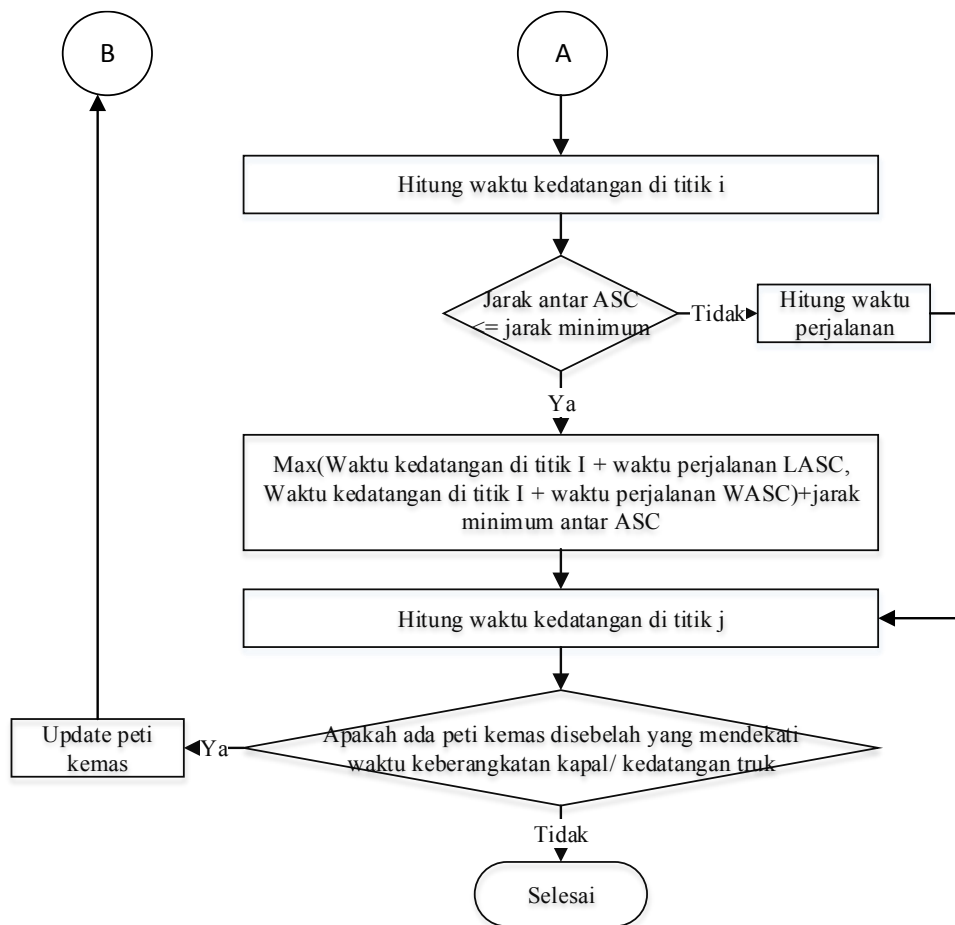 B
A
Hitung waktu kedatangan di titik i
Jarak antar ASC
<= jarak minimum
Tidak
Hitung waktu
perjalanan
Ya
Max(Waktu kedatangan di titik I + waktu perjalanan LASC,
Waktu kedatangan di titik I + waktu perjalanan WASC)+jarak
minimum antar ASC
Hitung waktu kedatangan di titik j
Apakah ada peti kemas disebelah yang mendekati
waktu keberangkatan kapal/ kedatangan truk
Ya
Update peti
kemas
Tidak
Selesai